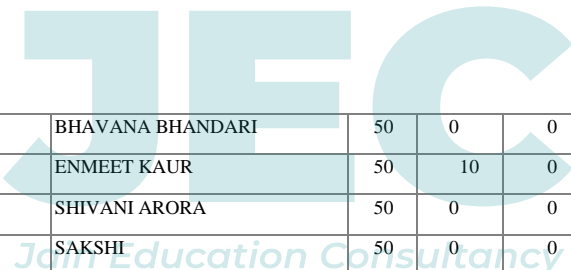 JEC
BHAVANA BHANDARI 50 0 0
ENMEET KAUR 50 10 0
SHIVANI ARORA 50 0 0
SAKSHI 50 0 0
Jain Education Consultancy